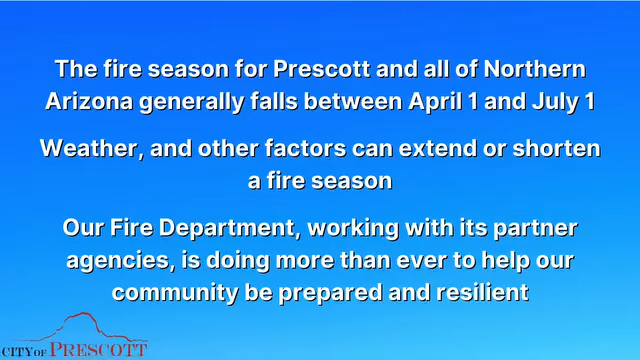 The fire season for Prescott and all of Northern
Arizona generally falls between April 1 and July 1
Weather, and other factors can extend or shorten
a fire season
Our Fire Department, working with its partner
agencies, is doing more than ever to help our
community be prepared and resilient
CITY OF PRESCOTT